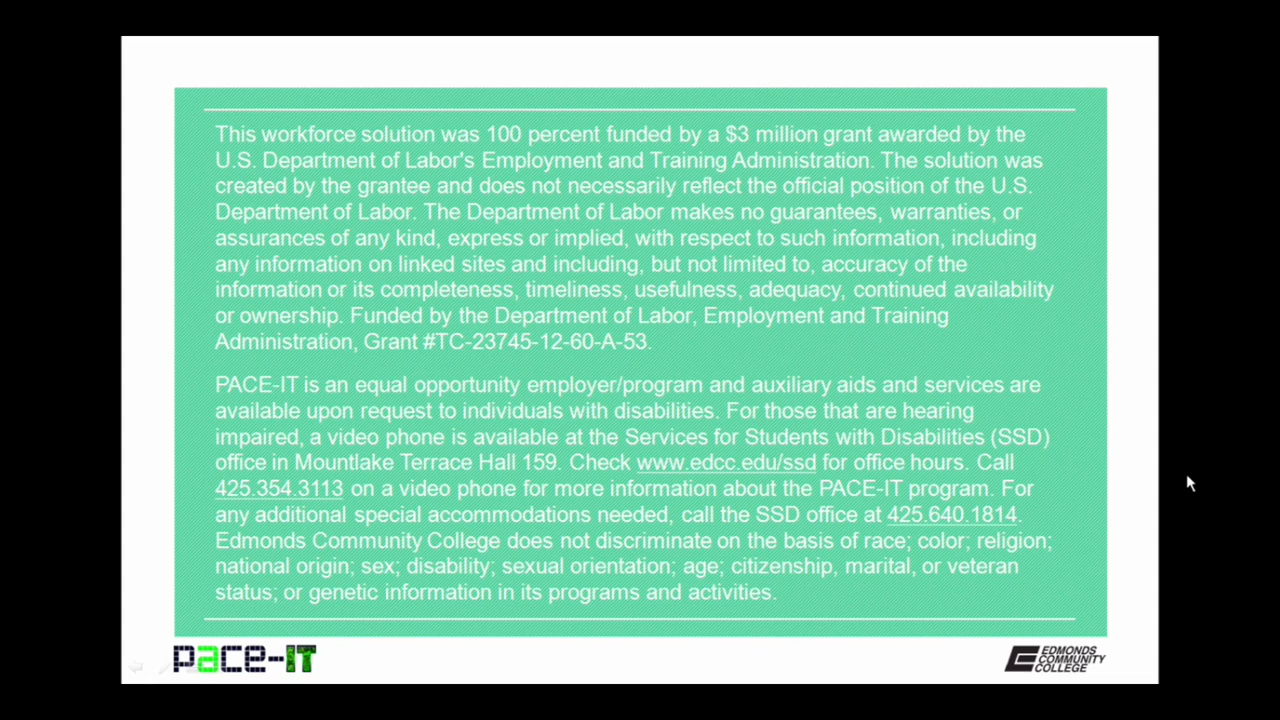 This workforce solution was 100 percent funded by a $3 million grant awarded by the
U.S. Department of Labor's Employment and Training Administration. The solution was
created by the grantee and does not necessarily reflect the official position of the U.S.
Department of Labor. The Department of Labor makes no guarantees, warranties, or
assurances of any kind, express or implied, with respect to such information, including
any information on linked sites and including, but not limited to, accuracy of the
information or its completeness, timeliness, usefulness, adequacy, continued availability
or ownership. Funded by the Department of Labor, Employment and Training
Administration, Grant #TC-23745-12-60-A-53.
PACE-IT is an equal opportunity employer/program and auxiliary aids and services are
available upon request to individuals with disabilities. For those that are hearing
impaired, a video phone is available at the Services for Students with Disabilities (SSD)
office in Mountlake Terrace Hall 159. Check www.edcc.edu/ssd for office hours. Call
425.354.3113 on a video phone for more information about the PACE-IT program. For
any additional special accommodations needed, call the SSD office at 425.640.1814.
Edmonds Community College does not discriminate on the basis of race; color; religion;
national origin; sex; disability; sexual orientation; age; citizenship, marital, or veteran
status; or genetic information in its programs and activities.
pace-IT
EDMONDS
COMMUNITY
COLLEGE